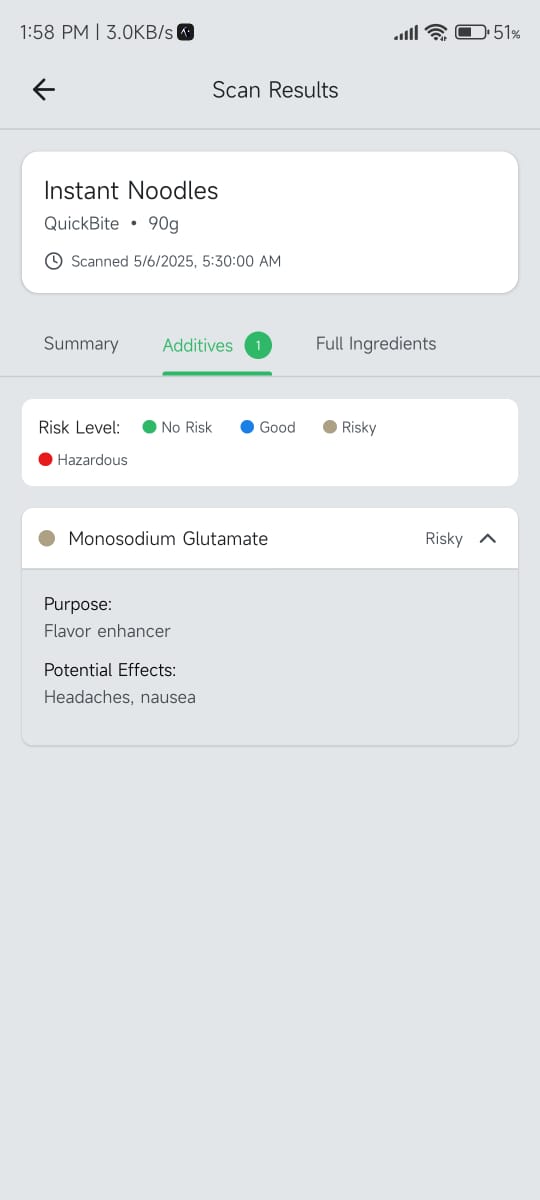 1:58 PM | 3.0KB/s 51%
Scan Results
Instant Noodles
QuickBite • 90g
Scanned 5/6/2025, 5:30:00 AM
Summary Additives 1 Full Ingredients
Risk Level: No Risk Good Risky
Hazardous
Monosodium Glutamate Risky
Purpose:
Flavor enhancer
Potential Effects:
Headaches, nausea